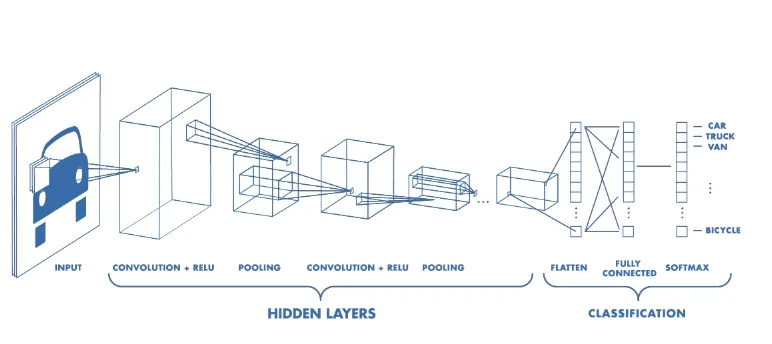 CAR
TRUCK
VAN
BICYCLE
INPUT
CONVOLUTION + RELU
POOLING
CONVOLUTION + RELU
POOLING
FLATTEN
FULLY
CONNECTED
SOFTMAX
HIDDEN LAYERS
CLASSIFICATION